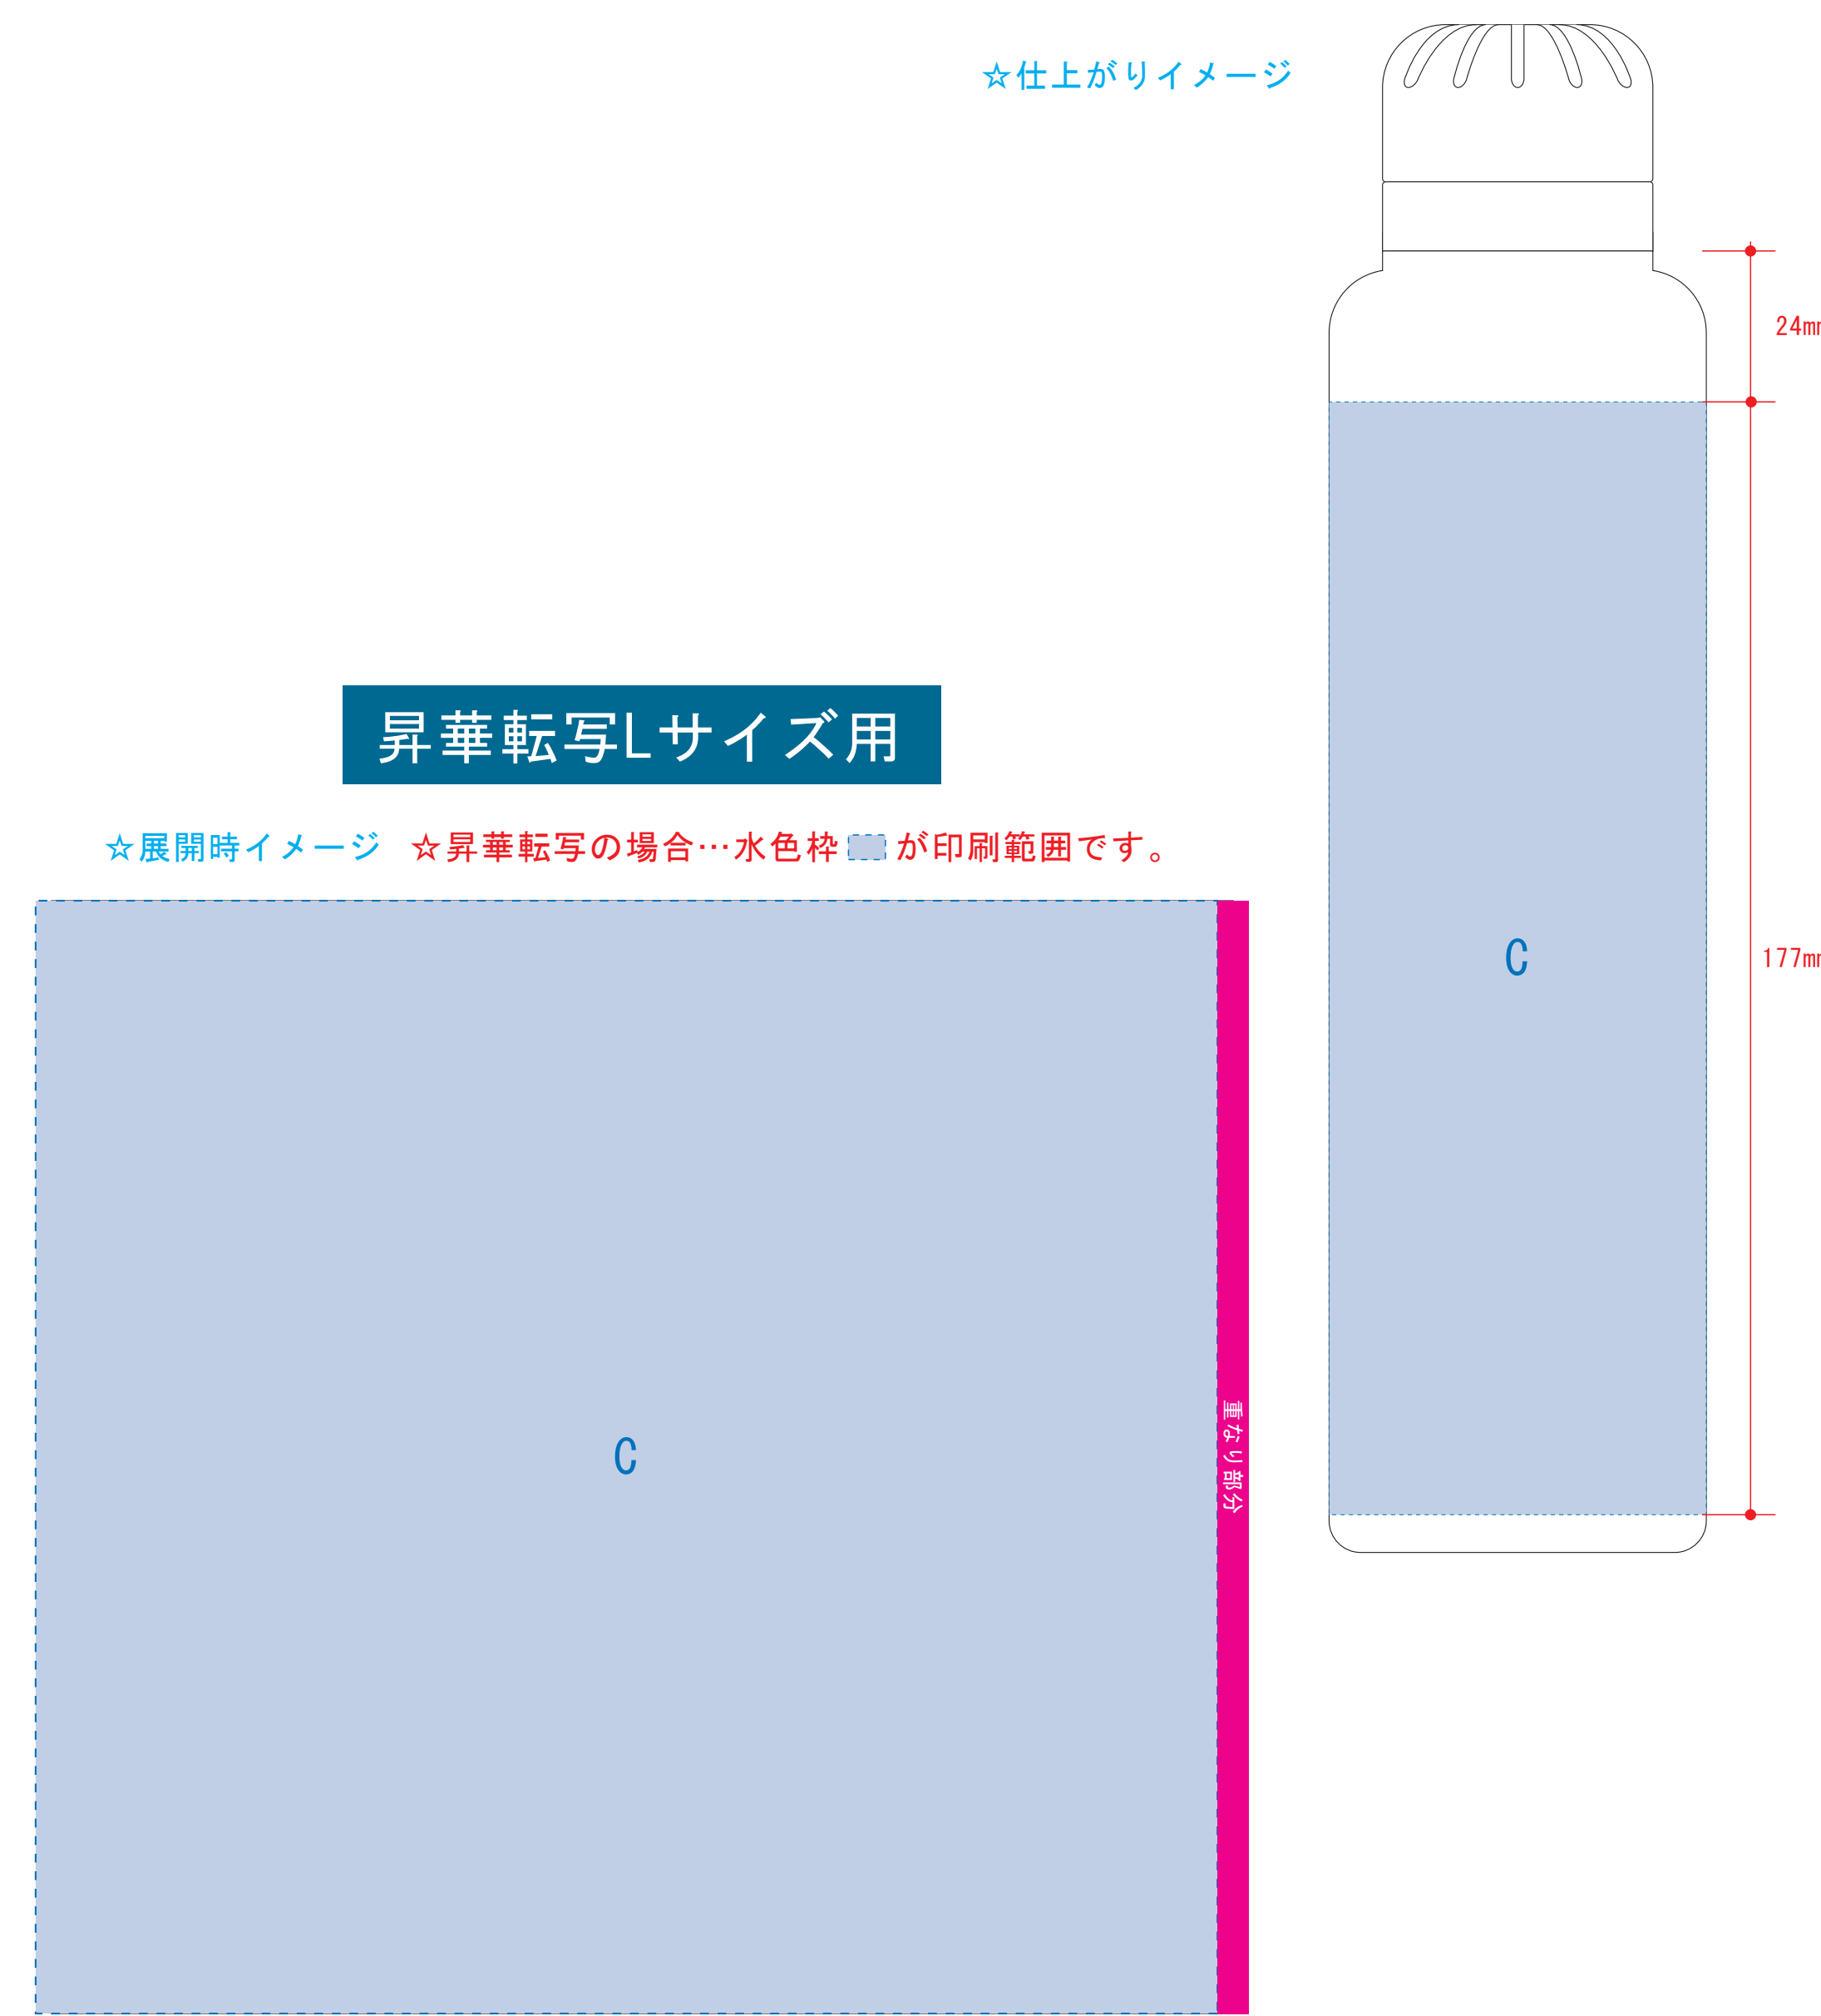 ☆仕上がりイメージ
24mm
昇華転写Lサイズ用
☆展開時イメージ
☆昇華転写の場合…水色枠 が印刷範囲です。
C
177mm
C
重なり部分